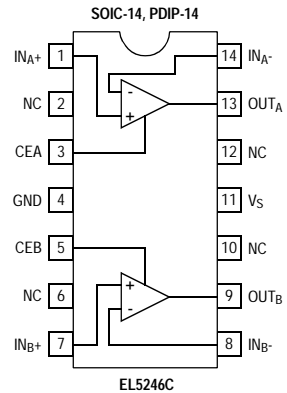 SOIC-14, PDIP-14
INA+ 1 14 INA-
NC 2 - + 13 OUTA
CEA 3 12 NC
GND 4 11 VS
CEB 5 10 NC
NC 6 + - 9 OUTB
INB+ 7 8 INB-
EL5246C